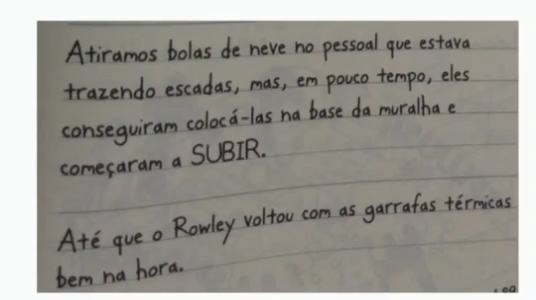 Atiramos bolas de neve no pessoal que estava
trazendo escadas, mas, em pouco tempo, eles
conseguiram colocá-las na base da muralha e
começaram a SUBIR.
Até que o Rowley voltou com as garrafas térmicas
bem na hora.